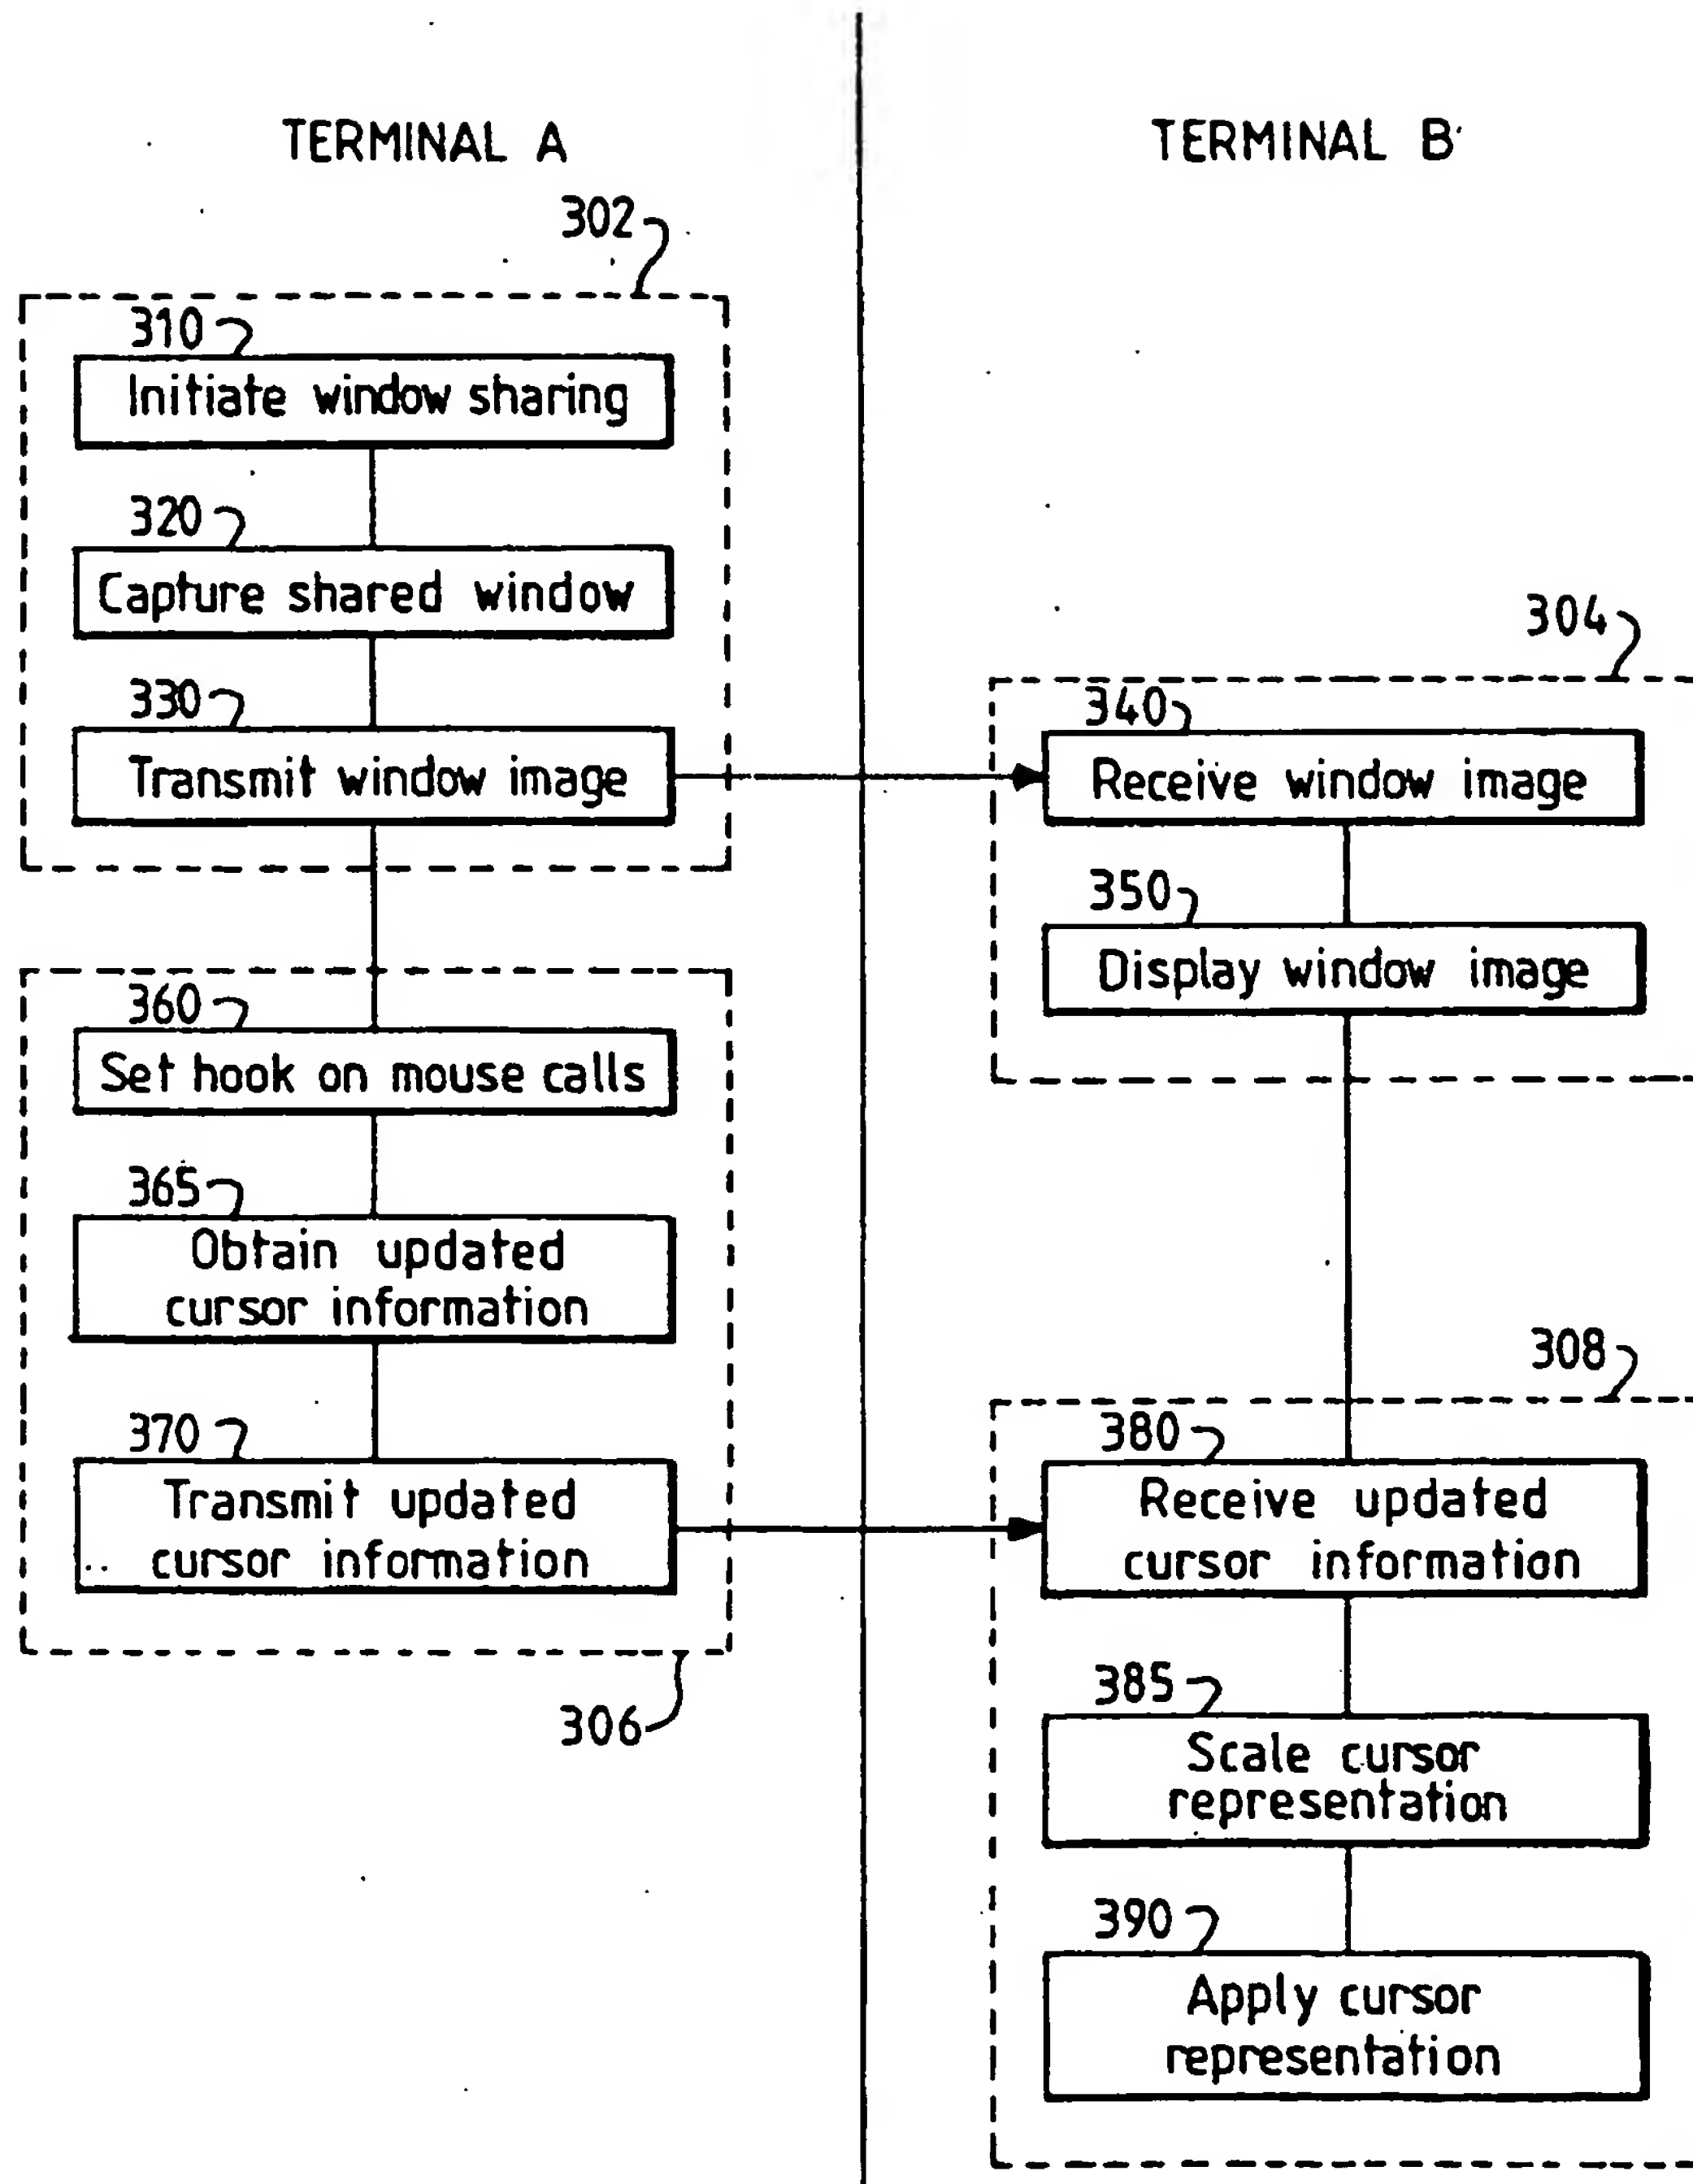 TERMINAL A
302
310
Initiate window sharing
320
Capture shared window
330
Transmit window image
360
Set hook on mouse calls
365
Obtain updated
cursor information
370
Transmit updated
cursor information
306
TERMINAL B
304
340
Receive window image
350
Display window image
308
380
Receive updated
cursor information
385
Scale cursor
representation
390
Apply cursor
representation